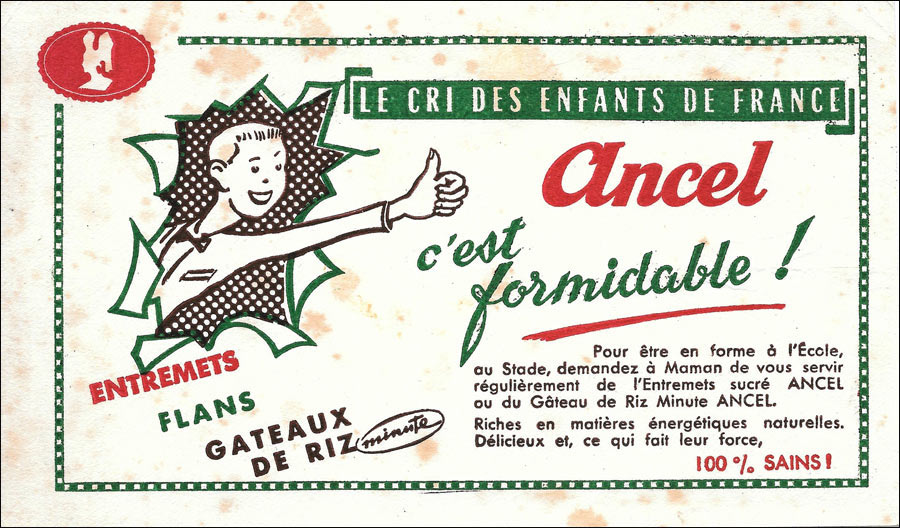 LE CRI DES ENFANTS DE FRANCE
Ancel
c'est
formidable !
ENTREMETS
FLANS
GATEAUX
DE RIZ minute
Pour être en forme à l'École,
au Stade, demandez à Maman de vous servir
régulièrement de l'Entremets sucré ANCEL
ou du Gâteau de Riz Minute ANCEL.
Riches en matières énergétiques naturelles.
Délicieux et, ce qui fait leur force,
100 % SAINS !